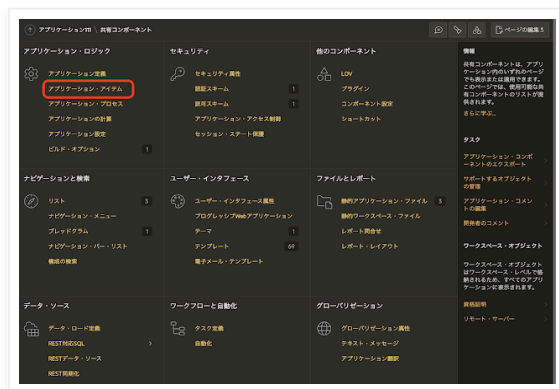 アプリケーション111 \ 共有コンポーネント
ページの編集 5
アプリケーション・ロジック
アプリケーション定義
アプリケーション・アイテム
アプリケーション・プロセス
アプリケーションの計算
アプリケーション設定
ビルド・オプション 1
セキュリティ
セキュリティ属性
認証スキーム 1
認可スキーム 1
アプリケーション・アクセス制御
セッション・ステート保護
他のコンポーネント
LOV
プラグイン
コンポーネント設定
ショートカット
ナビゲーションと検索
リスト 3
ナビゲーション・メニュー
ブレッドクラム 1
ナビゲーション・バー・リスト
構成の検索
ユーザー・インタフェース
ユーザー・インタフェース属性
プログレッシブWebアプリケーション
テーマ 1
テンプレート 69
電子メール・テンプレート
ファイルとレポート
静的アプリケーション・ファイル 3
静的ワークスペース・ファイル
レポート問合せ
レポート・レイアウト
データ・ソース
データ・ロード定義
REST対応SQL
RESTデータ・ソース
REST同期化
ワークフローと自動化
タスク定義
自動化
グローバリゼーション
グローバリゼーション属性
テキスト・メッセージ
アプリケーション翻訳
情報
共有コンポーネントは、アプリ
ケーション内のいずれのページ
でも表示または適用できます。
このページでは、使用可能な共
有コンポーネントのリストが提
供されます。
さらに学ぶ...
タスク
アプリケーション・コンポ
ーネントのエクスポート
サポートするオブジェクト
の管理
アプリケーション・コメン
トの編集
開発者のコメント
ワークスペース・オブジェクト
ワークスペース・オブジェクト
はワークスペース・レベルで格
納されるため、すべてのアプリ
ケーションに表示されます。
資格証明
リモート・サーバー